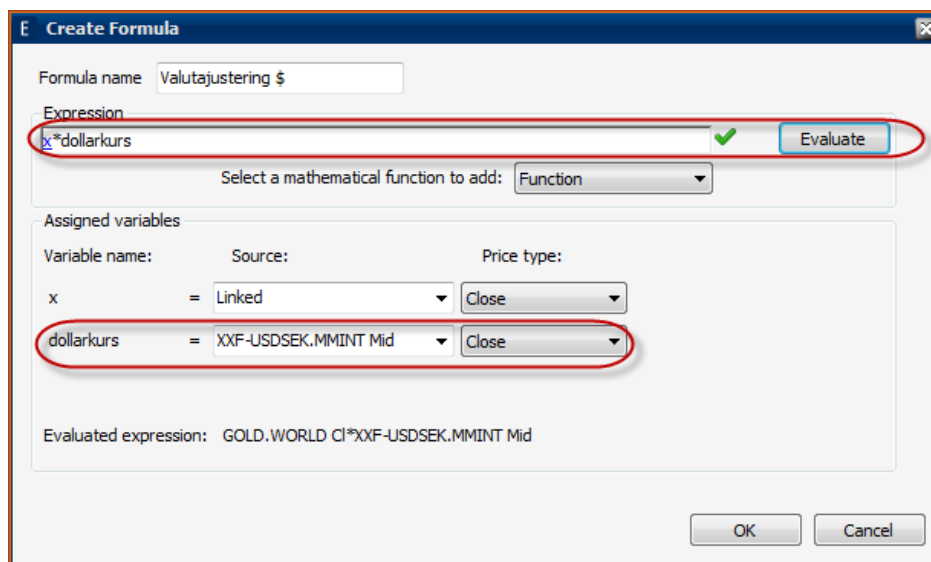 E Create Formula
Formula name Valutajustering $
Expression
x*dollarkurs Evaluate
Select a mathematical function to add: Function
Assigned variables
Variable name: Source: Price type:
x = Linked Close
dollarkurs = XXF-USDSEK.MMINT Mid Close
Evaluated expression: GOLD.WORLD Cl*XXF-USDSEK.MMINT Mid
OK Cancel